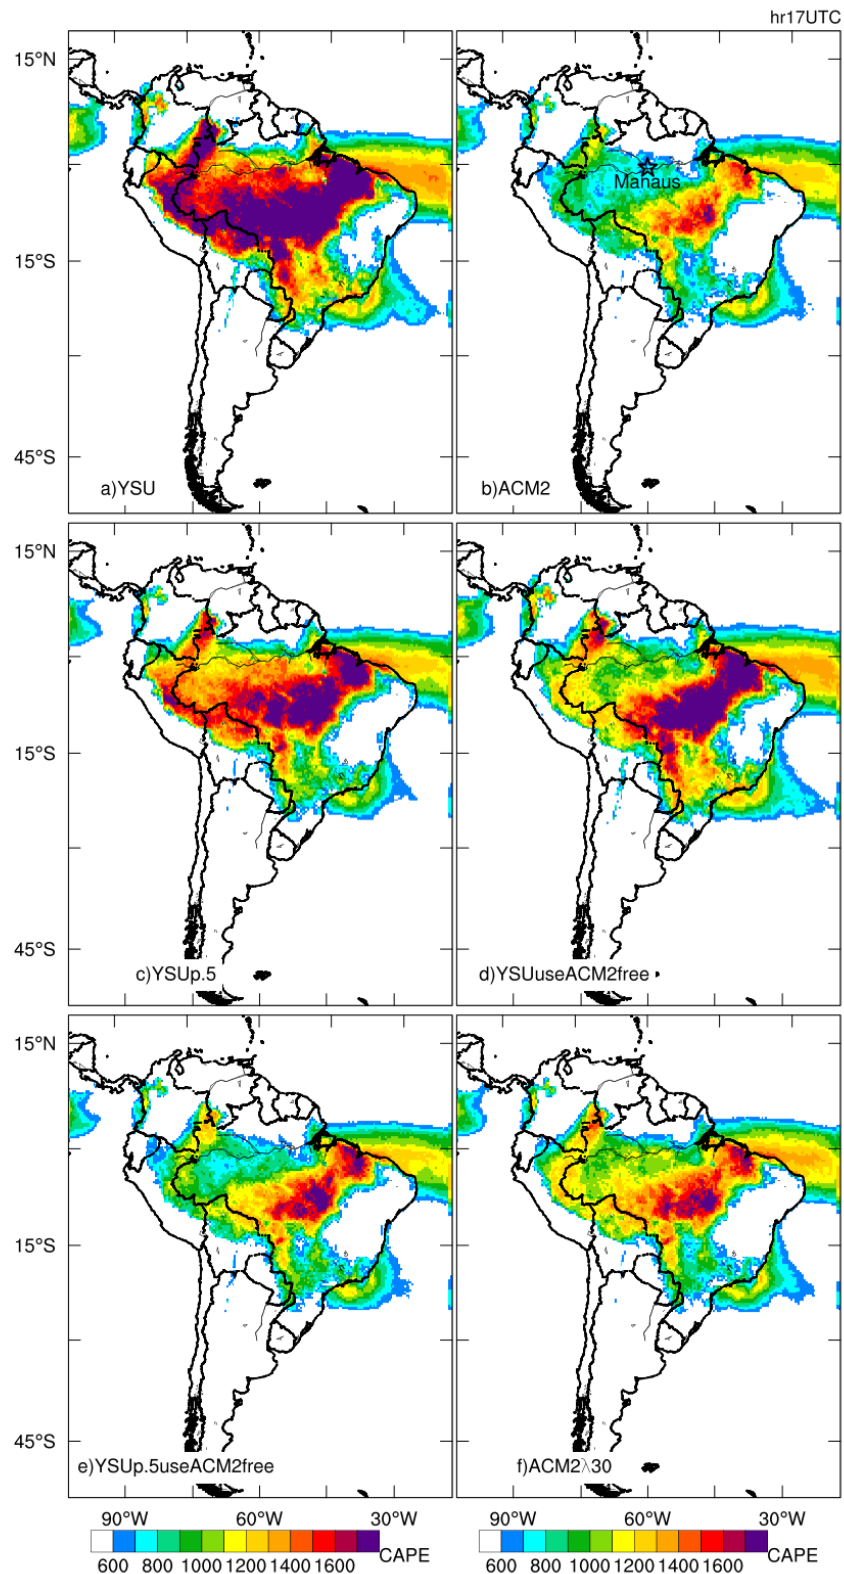 hr17UTC
15°N
15°S
45°S
a)YSU
Manaus
b)ACM2
15°N
15°S
45°S
c)YSUp.5
d)YSUuseACM2free
15°N
15°S
45°S
e)YSUp.5useACM2free
f)ACM2λ30
90°W 60°W 30°W
90°W 60°W 30°W
600 800 1000 1200 1400 1600 CAPE
600 800 1000 1200 1400 1600 CAPE